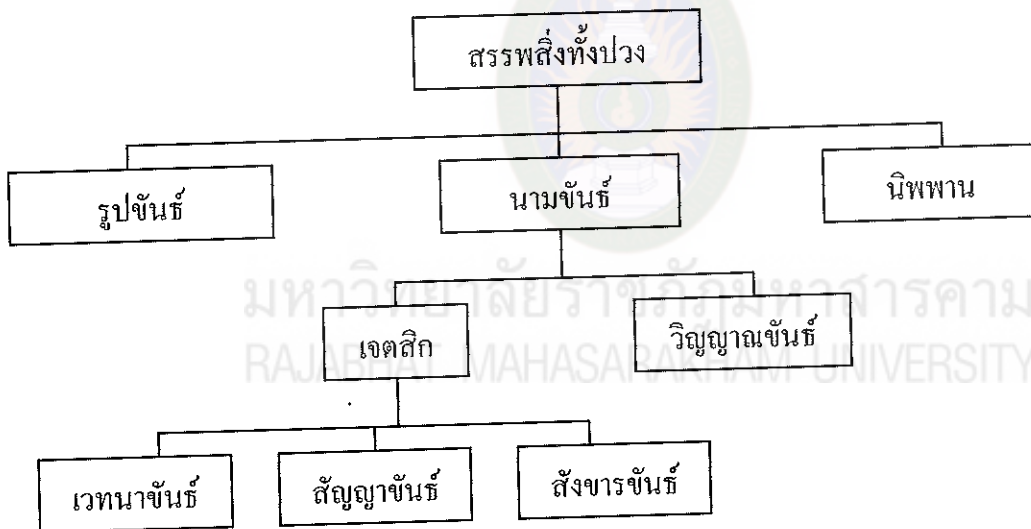 สรรพสิ่งทั้งปวง
รูปขันธ์
นามขันธ์
นิพพาน
มหาวิทยาลัยราชภัฏมหาสารคาม
RAJABHAT MAHASARAKHAM UNIVERSITY
เจตสิก
วิญญาณขันธ์
เวทนาขันธ์
สัญญาขันธ์
สังขารขันธ์